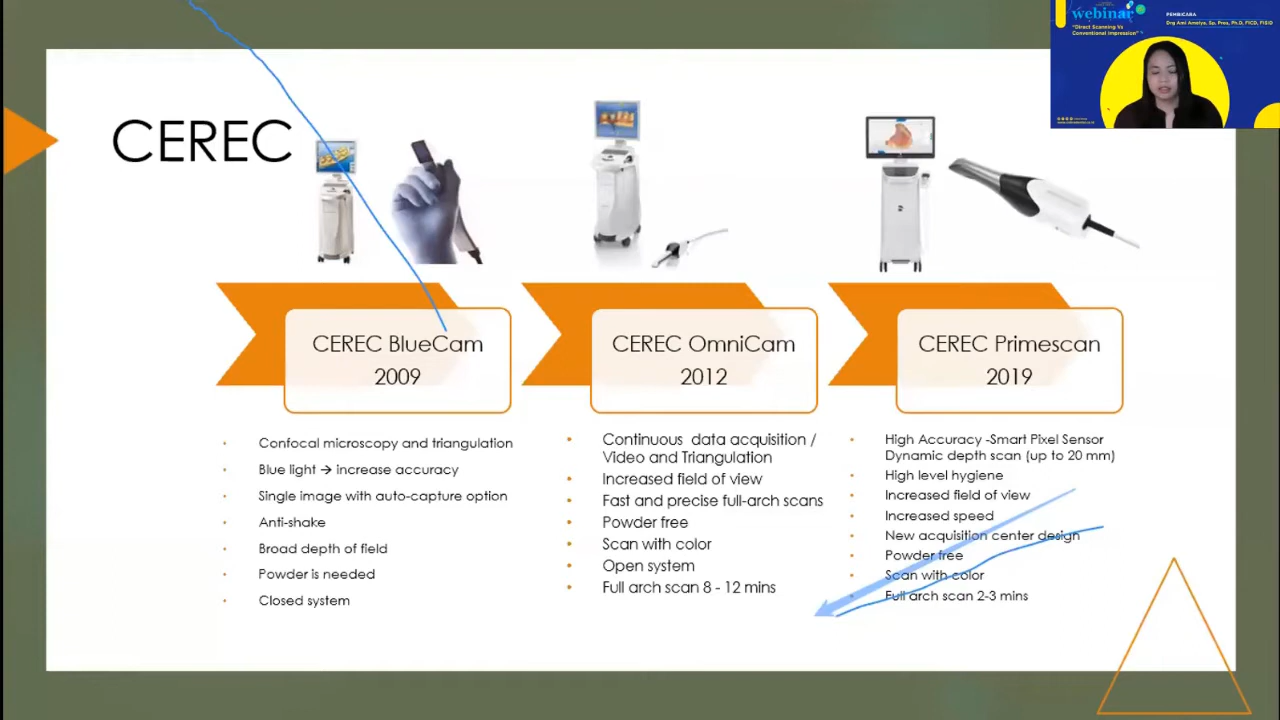 webinar
"Direct Scanning Vs
Conventional Impression"
PEMBICARA
Drg Ami Amelya, Sp. Pros, Ph.D, FICD, FISID
CEREC
CEREC BlueCam
2009
Confocal microscopy and triangulation
Blue light → increase accuracy
Single image with auto-capture option
Anti-shake
Broad depth of field
Powder is needed
Closed system
CEREC OmniCam
2012
Continuous data acquisition /
Video and Triangulation
Increased field of view
Fast and precise full-arch scans
Powder free
Scan with color
Open system
Full arch scan 8 - 12 mins
CEREC Primescan
2019
High Accuracy -Smart Pixel Sensor
Dynamic depth scan (up to 20 mm)
High level hygiene
Increased field of view
Increased speed
New acquisition center design
Powder free
Scan with color
Full arch scan 2-3 mins